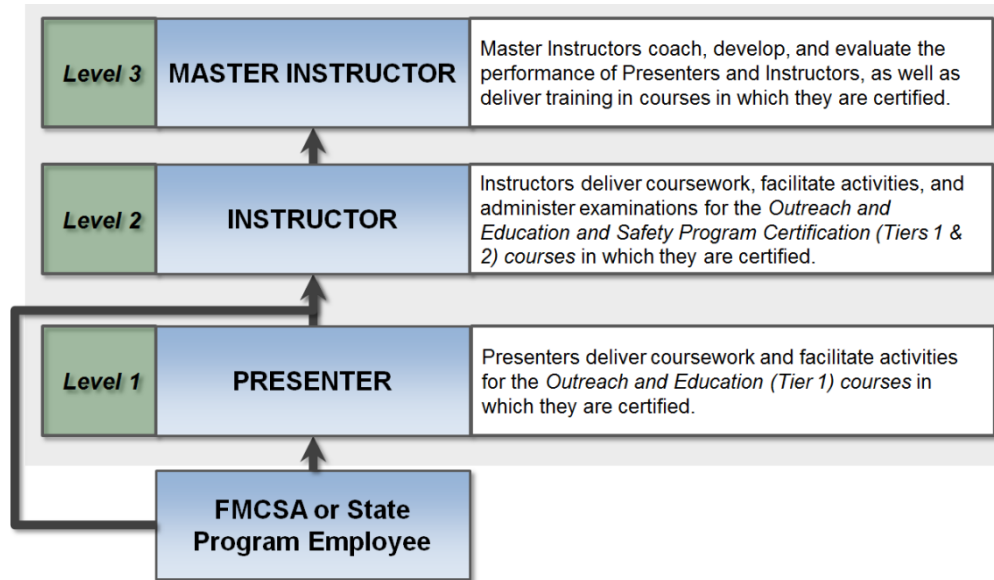 Level 3
MASTER INSTRUCTOR
Master Instructors coach, develop, and evaluate the
performance of Presenters and Instructors, as well as
deliver training in courses in which they are certified.
Level 2
INSTRUCTOR
Instructors deliver coursework, facilitate activities, and
administer examinations for the Outreach and
Education and Safety Program Certification (Tiers 1 &
2) courses in which they are certified.
Level 1
PRESENTER
Presenters deliver coursework and facilitate activities
for the Outreach and Education (Tier 1) courses in
which they are certified.
FMCSA or State
Program Employee